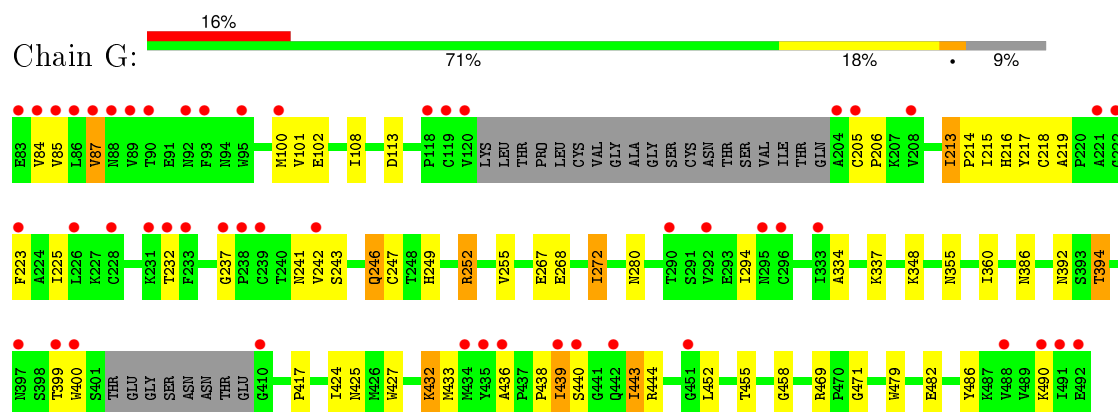 16%
Chain G:
71% 18% • 9%
E83 V84 V85 L86 V87 N88 V89 T90 E91 N92 F93 N94 W95 M100 V101 E102 I108 D113 P118 C119 V120 LYS LEU THR PRO LEU CYS VAL GLY ALA GLY SER CYS ASN THR SER VAL ILE THR GLN A204 C205 P206 K207 V208 I213 P214 I215 H216 Y217 C218 A219 P220 A221
F223 A224 I225 L226 K227 C228 K231 T232 F233 G237 P238 C239 T240 N241 V242 S243 Q246 C247 T248 H249 R252 V255 E267 E268 I272 N280 T290 S291 V292 E293 I294 N295 C296 I333 A334 K337 K348 N355 I360 N386 N392 S393 T394
N397 S398 T399 W400 S401 THR GLU GLY SER ASN ASN THR GLU G410 P417 I424 N425 M426 W427 K432 M433 M434 Y435 A436 P437 P438 I439 S440 G441 Q442 I443 R444 G451 L452 T455 G458 R469 P470 G471 W479 E482 Y486 K487 V488 V489 K490 I491 E492